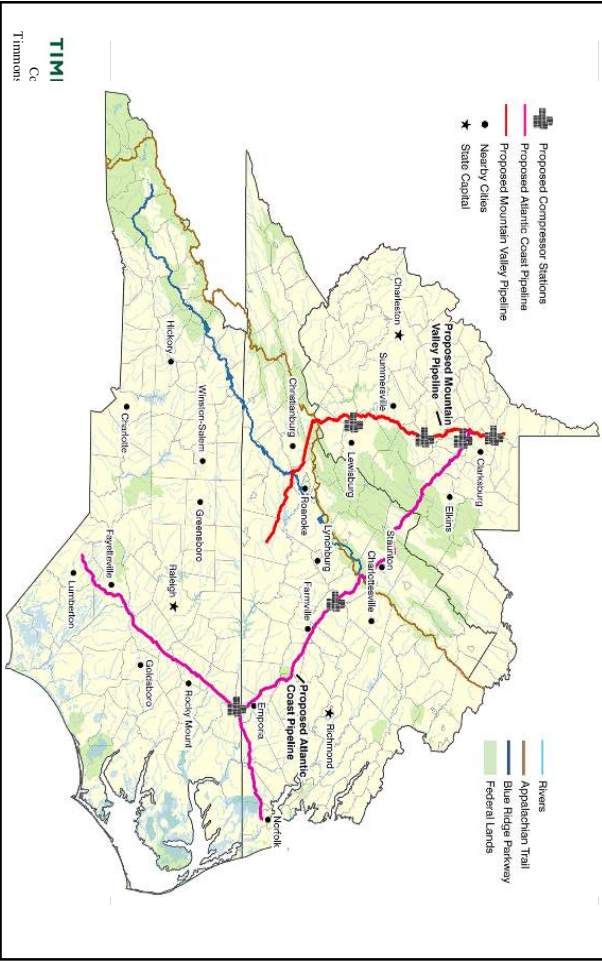 Proposed Compressor Stations
Proposed Atlantic Coast Pipeline
Proposed Mountain Valley Pipeline
Nearby Cities
State Capital
Rivers
Appalachian Trail
Blue Ridge Parkway
Federal Lands
Clarksburg
Proposed Mountain
Valley Pipeline
Elkins
Charleston
Summersville
Lewisburg
Staunton
Charlottesville
Christianburg
Roanoke
Lynchburg
Farmville
Richmond
Proposed Atlantic
Coast Pipeline
Emporia
Norfolk
Hickory
Winston-Salem
Greensboro
Raleigh
Rocky Mount
Goldsboro
Charlotte
Fayetteville
Lumberton
TIMI
Timmons